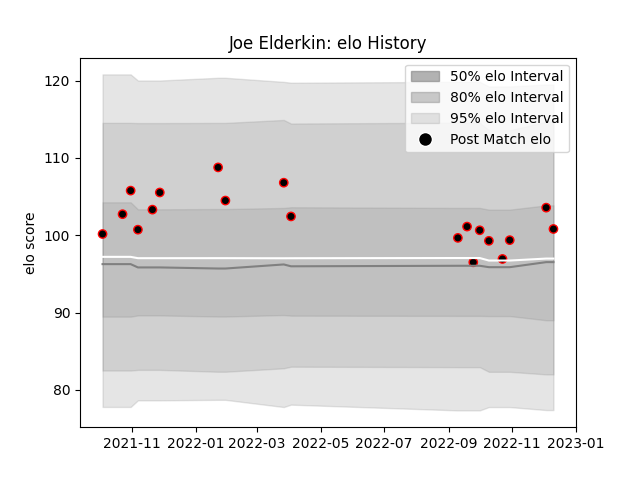 Joe Elderkin: elo History
120
110
100
90
80
elo score
50% elo Interval
80% elo Interval
95% elo Interval
Post Match elo
2021-11 2022-01 2022-03 2022-05 2022-07 2022-09 2022-11 2023-01